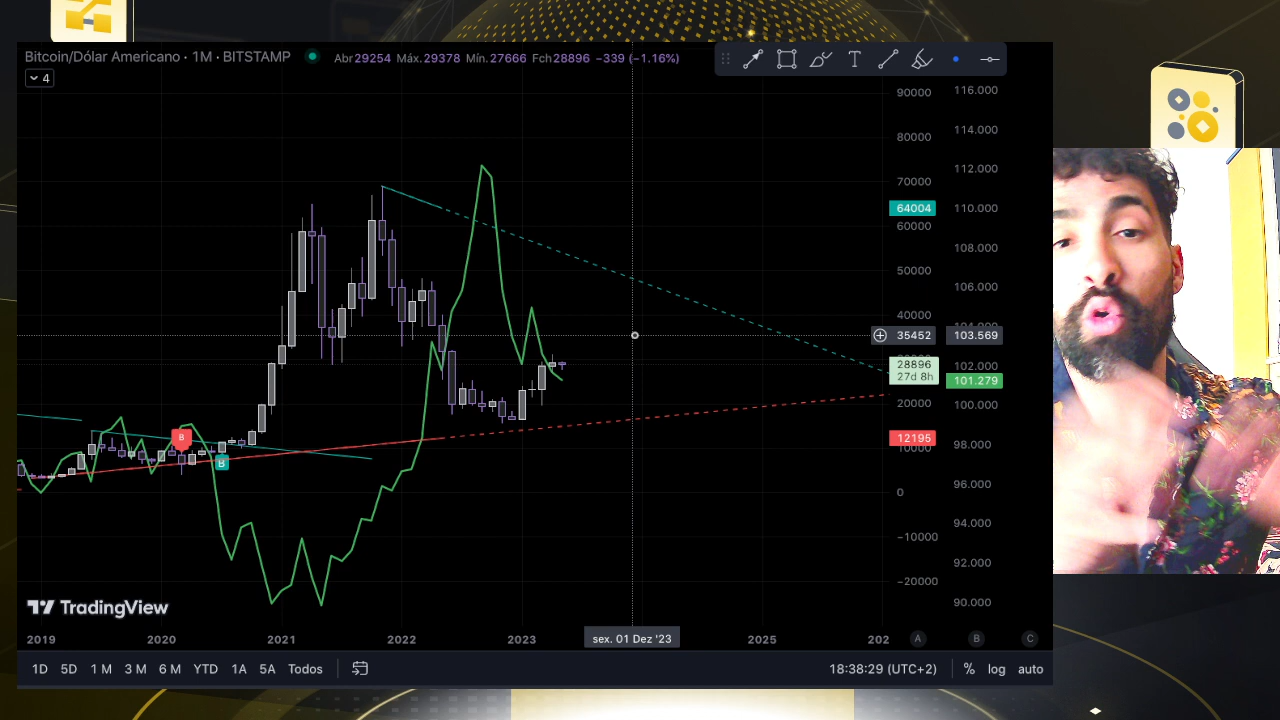 Bitcoin/Dólar Americano · 1M · BITSTAMP Abr29254 Máx.29378 Mín.27666 Fch28896 −339 (−1.16%)
4
T
90000 116.000
80000 114.000
70000 112.000
64004 110.000
60000 108.000
50000 106.000
40000
35452 103.569
28896 102.000
27d 8h 101.279
20000 100.000
12195 98.000
0 96.000
−10000 94.000
92.000
−20000 90.000
B
B
TradingView
2019 2020 2021 2022 2023 sex. 01 Dez '23 2025 202 A B C
1D 5D 1 M 3 M 6 M YTD 1A 5A Todos 18:38:29 (UTC+2) % log auto